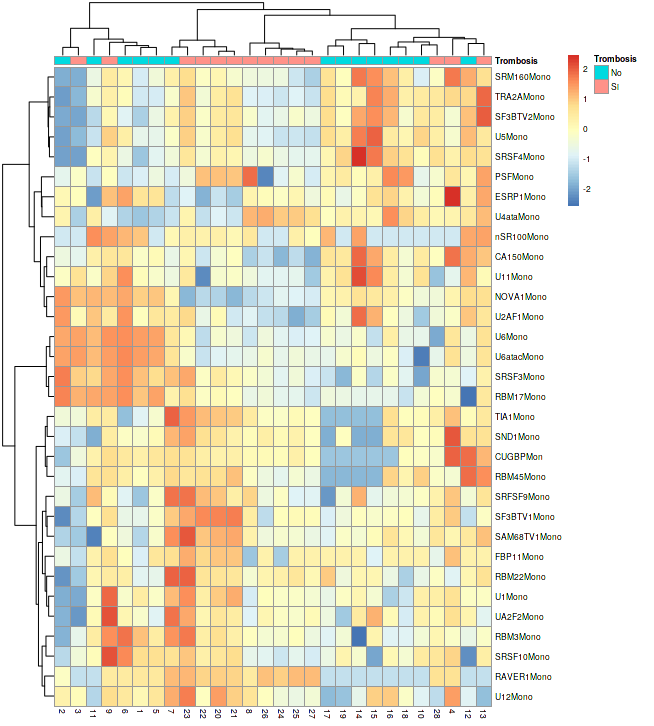 Trombosis
SRM160Mono
TRA2AMono
SF3BTV2Mono
U5Mono
SRSF4Mono
PSFMono
ESRP1Mono
U4ataMono
nSR100Mono
CA150Mono
U11Mono
NOVA1Mono
U2AF1Mono
U6Mono
U6atacMono
SRSF3Mono
RBM17Mono
TIA1Mono
SND1Mono
CUGBPMon
RBM45Mono
SRFSF9Mono
SF3BTV1Mono
SAM68TV1Mono
FBP11Mono
RBM22Mono
U1Mono
UA2F2Mono
RBM3Mono
SRSF10Mono
RAVER1Mono
U12Mono
2 3 11 9 6 1 5 7 23 22 20 21 8 26 24 25 27 17 19 14 15 16 18 10 28 4 12 13
2
1
0
-1
-2
Trombosis
No
SI